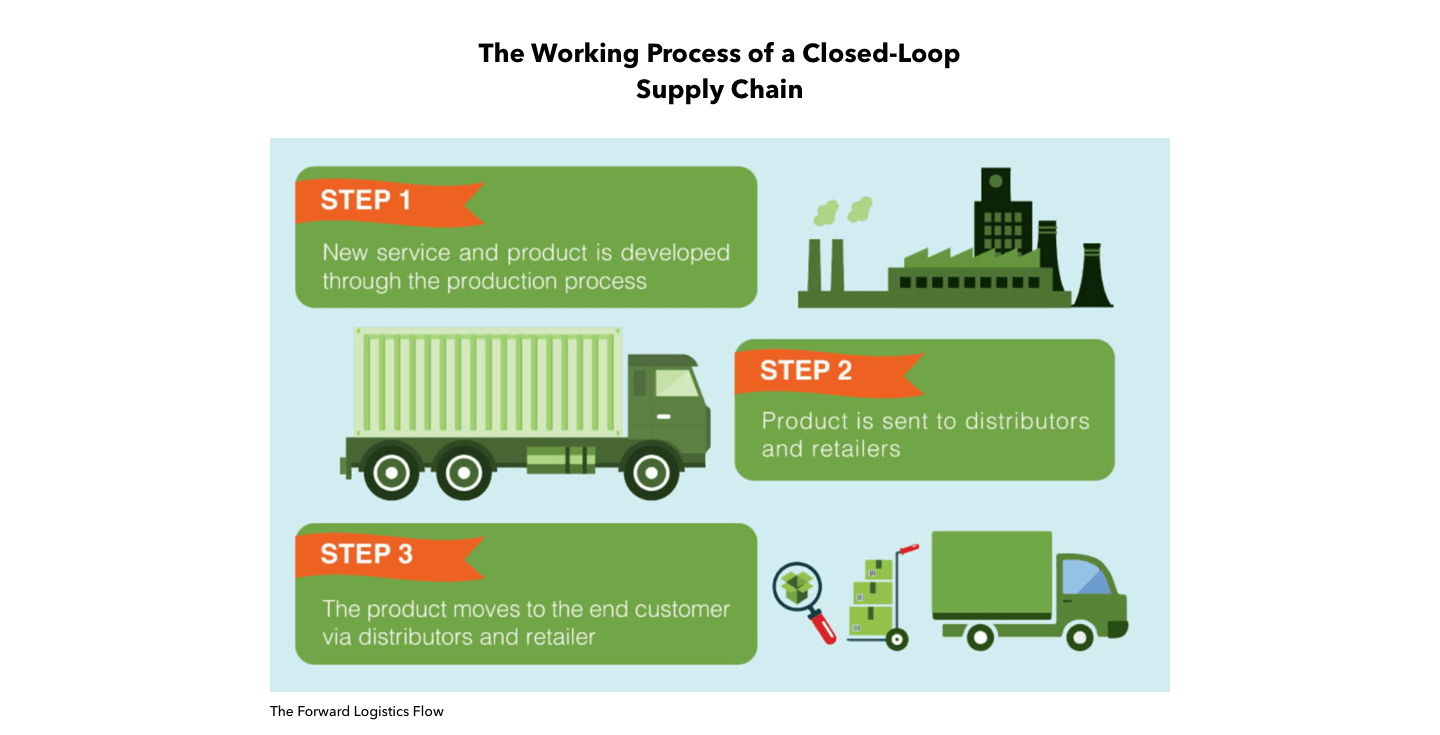 The Working Process of a Closed-Loop
Supply Chain
STEP 1
New service and product is developed
through the production process
STEP 2
Product is sent to distributors
and retailers
STEP 3
The product moves to the end customer
via distributors and retailer
The Forward Logistics Flow